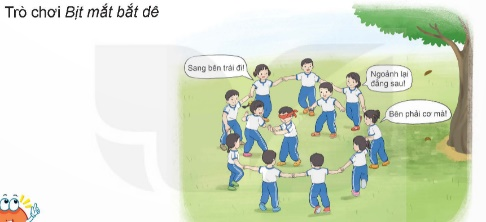 Trò chơi Bịt mắt bắt dê
Sang bên trái đi!
Ngoảnh lại
đằng sau!
Bên phải cơ mà!